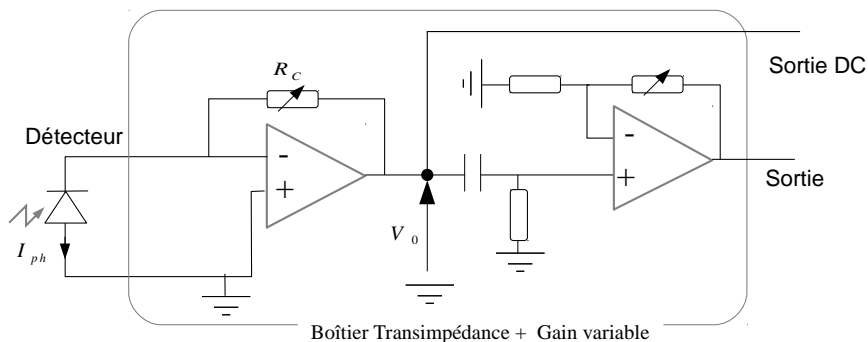 Sortie DC
R C
Détecteur
-
+
-
+
Sortie
I ph
V 0
Boîtier Transimpédance + Gain variable